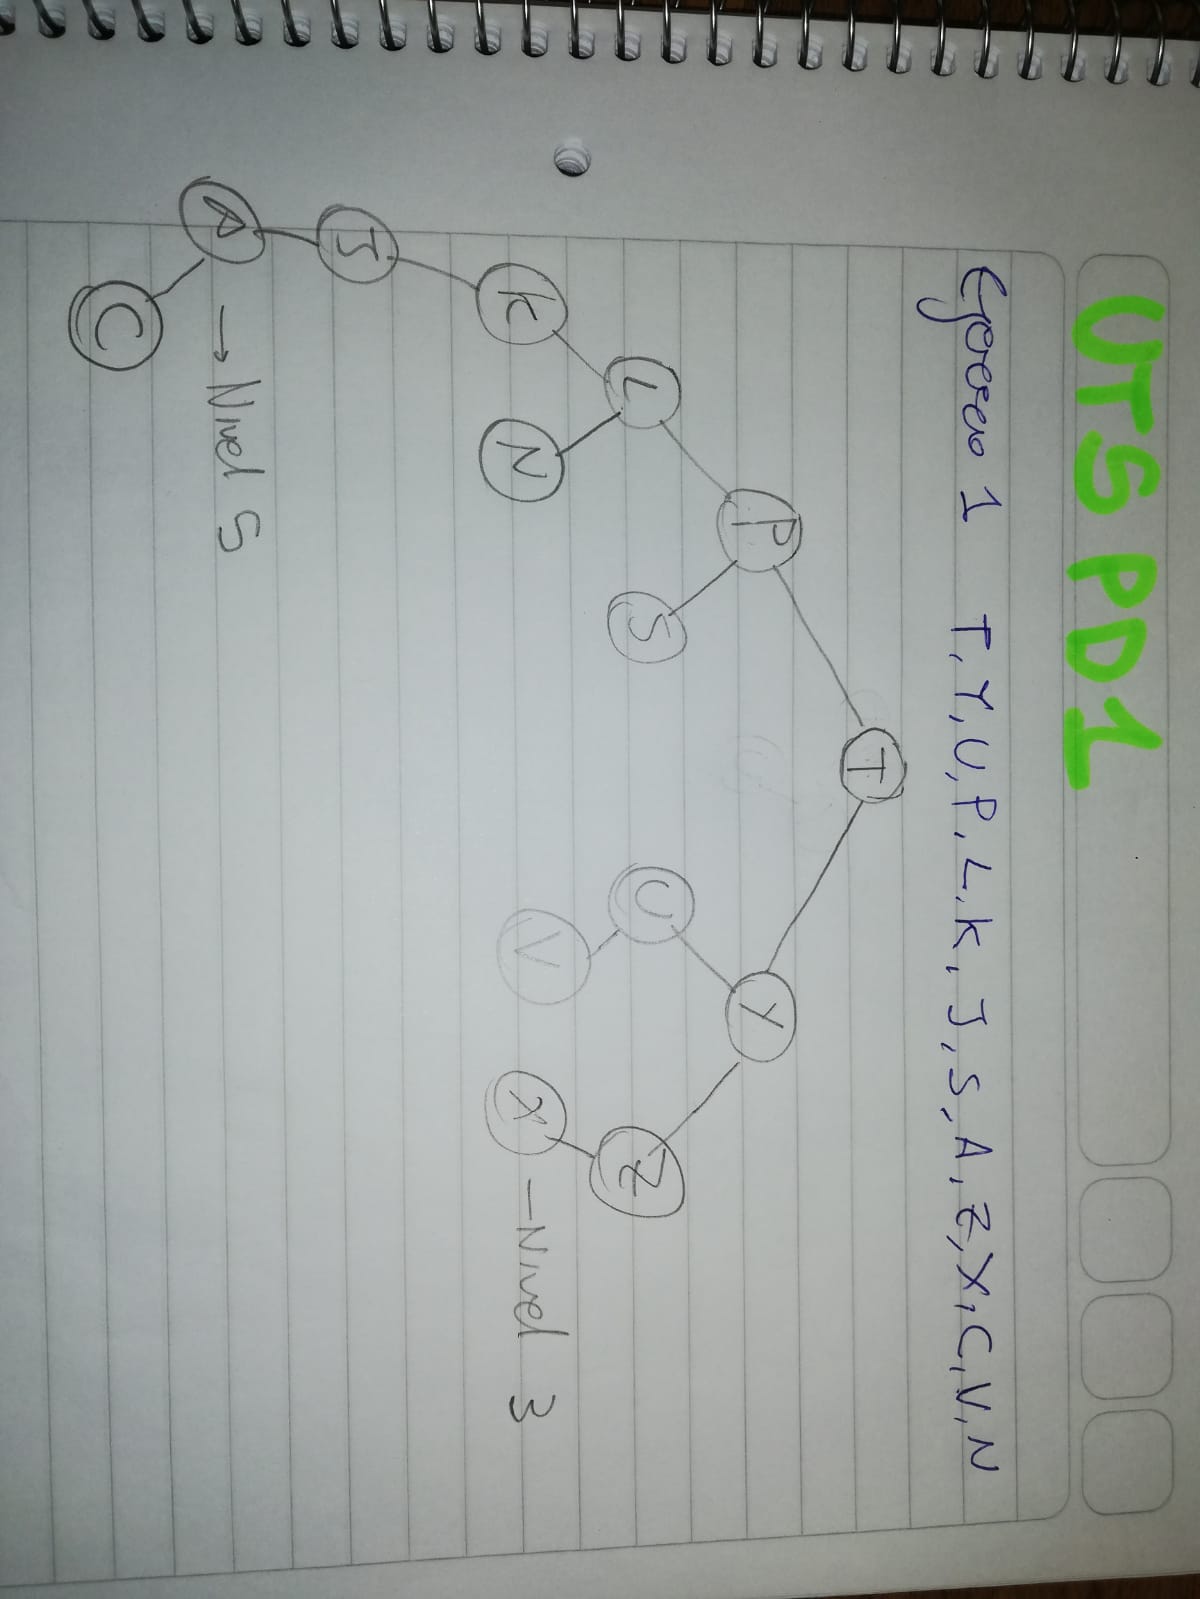 UT5 PD1
Ejercicio 1 T, Y, U, P, L, K, J, S, A, Z, X, C, V, N
T
P Y
L S U Z
K N V X - Nivel 3
J
A → Nivel 5
C